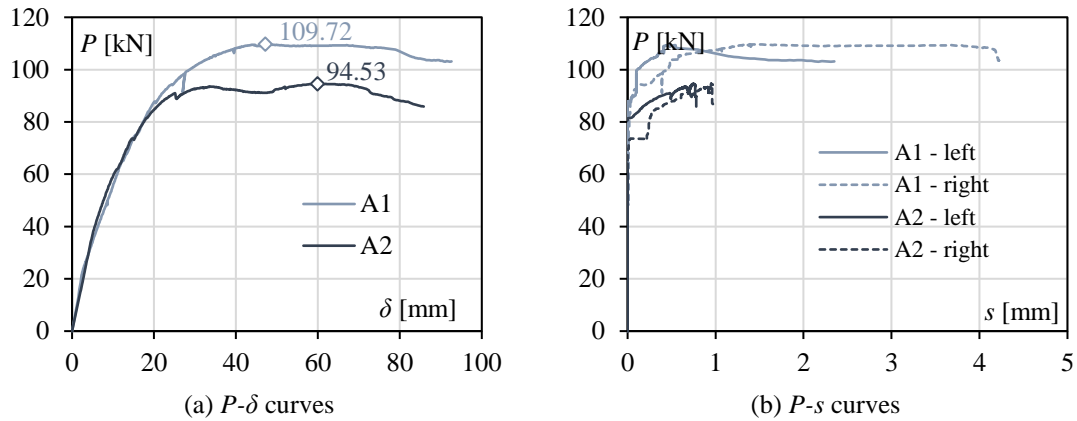 120
100
80
60
40
20
0
P [kN]
109.72
94.53
A1
A2
δ [mm]
0 20 40 60 80 100
(a) P-δ curves
120
100
80
60
40
20
0
P [kN]
A1 - left
A1 - right
A2 - left
A2 - right
s [mm]
0 1 2 3 4 5
(b) P-s curves